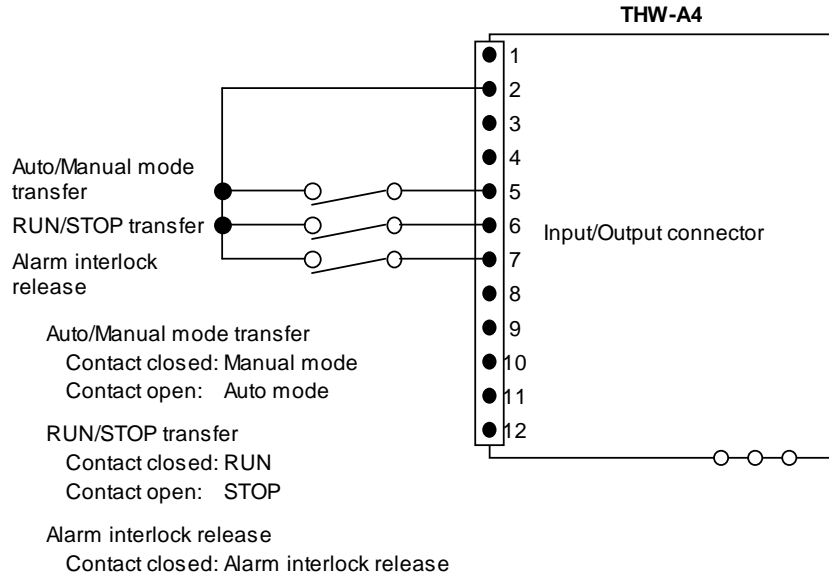 THW-A4
1
2
3
4
Auto/Manual mode
transfer
5
RUN/STOP transfer
6
Input/Output connector
Alarm interlock
release
7
8
9
10
11
12
Auto/Manual mode transfer
Contact closed: Manual mode
Contact open: Auto mode
RUN/STOP transfer
Contact closed: RUN
Contact open: STOP
Alarm interlock release
Contact closed: Alarm interlock release